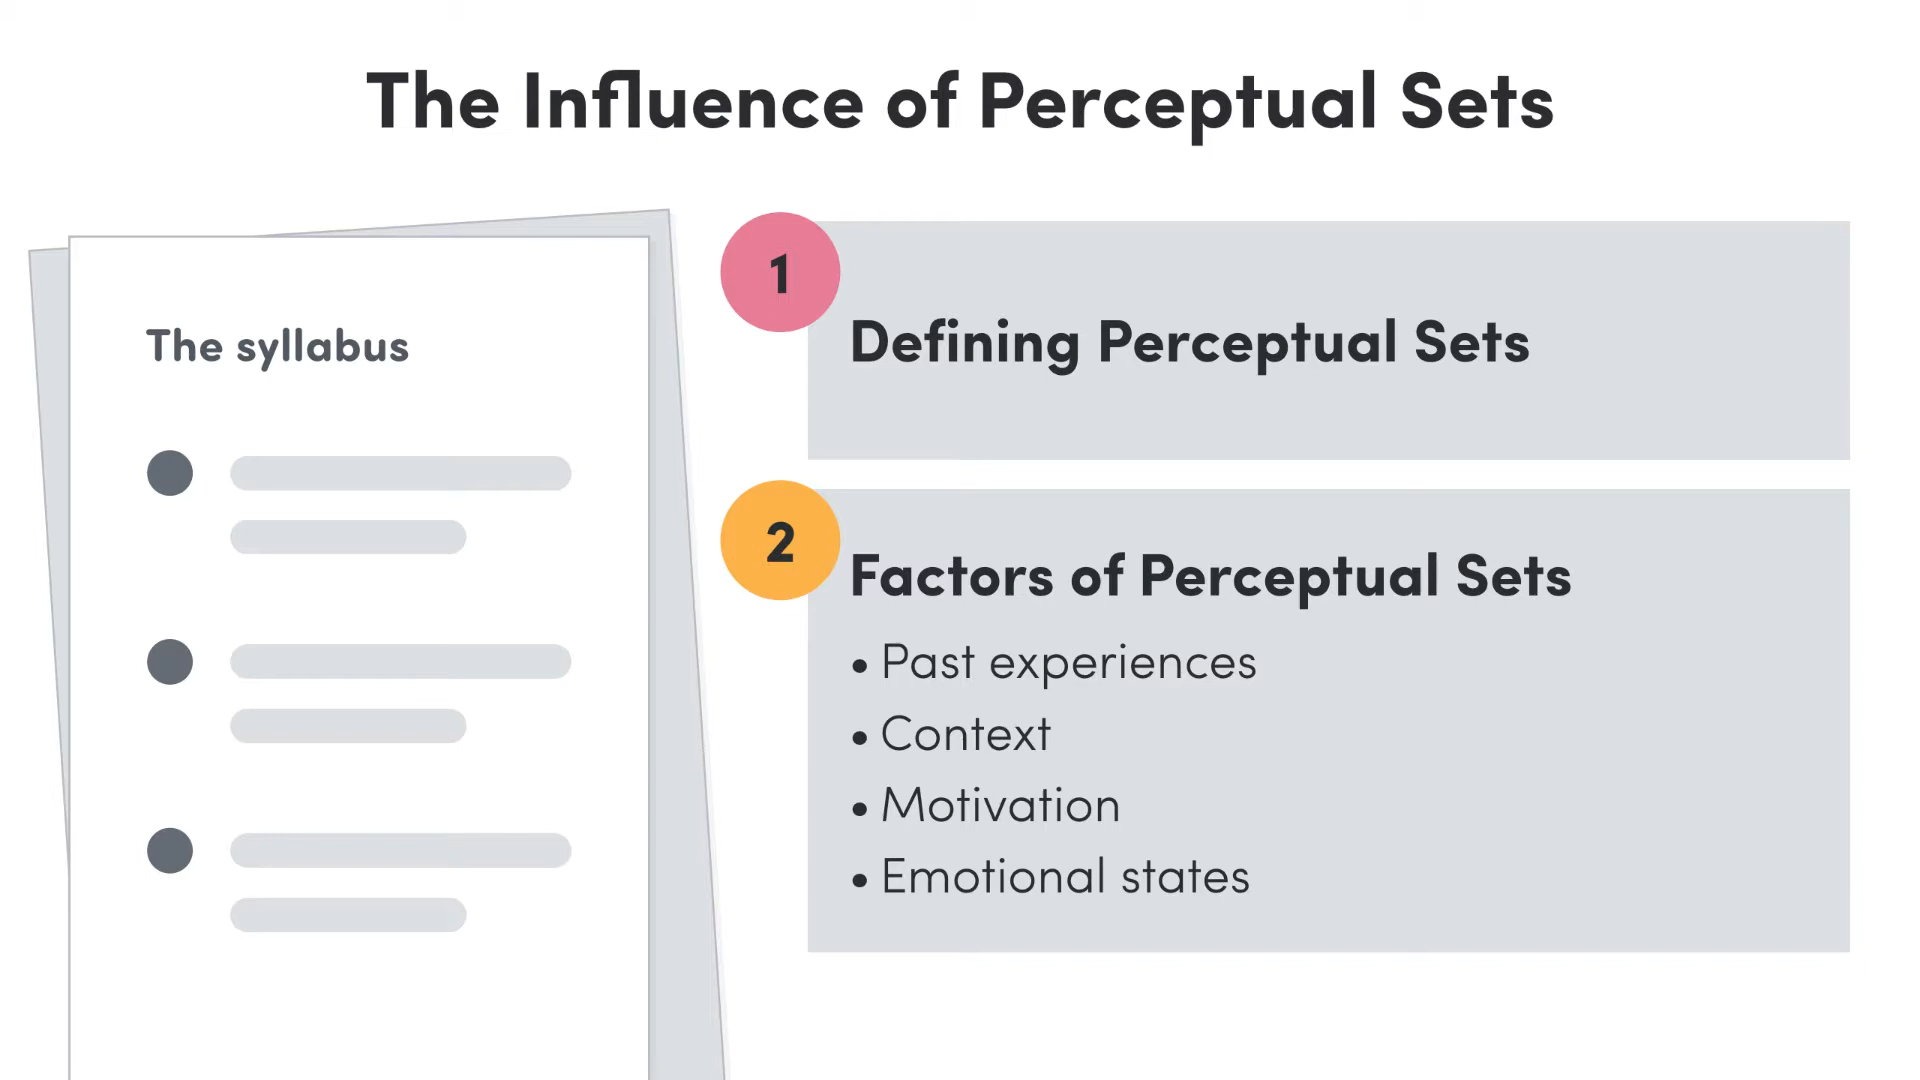 The Influence of Perceptual Sets
The syllabus
1
Defining Perceptual Sets
2
Factors of Perceptual Sets
• Past experiences
• Context
• Motivation
• Emotional states